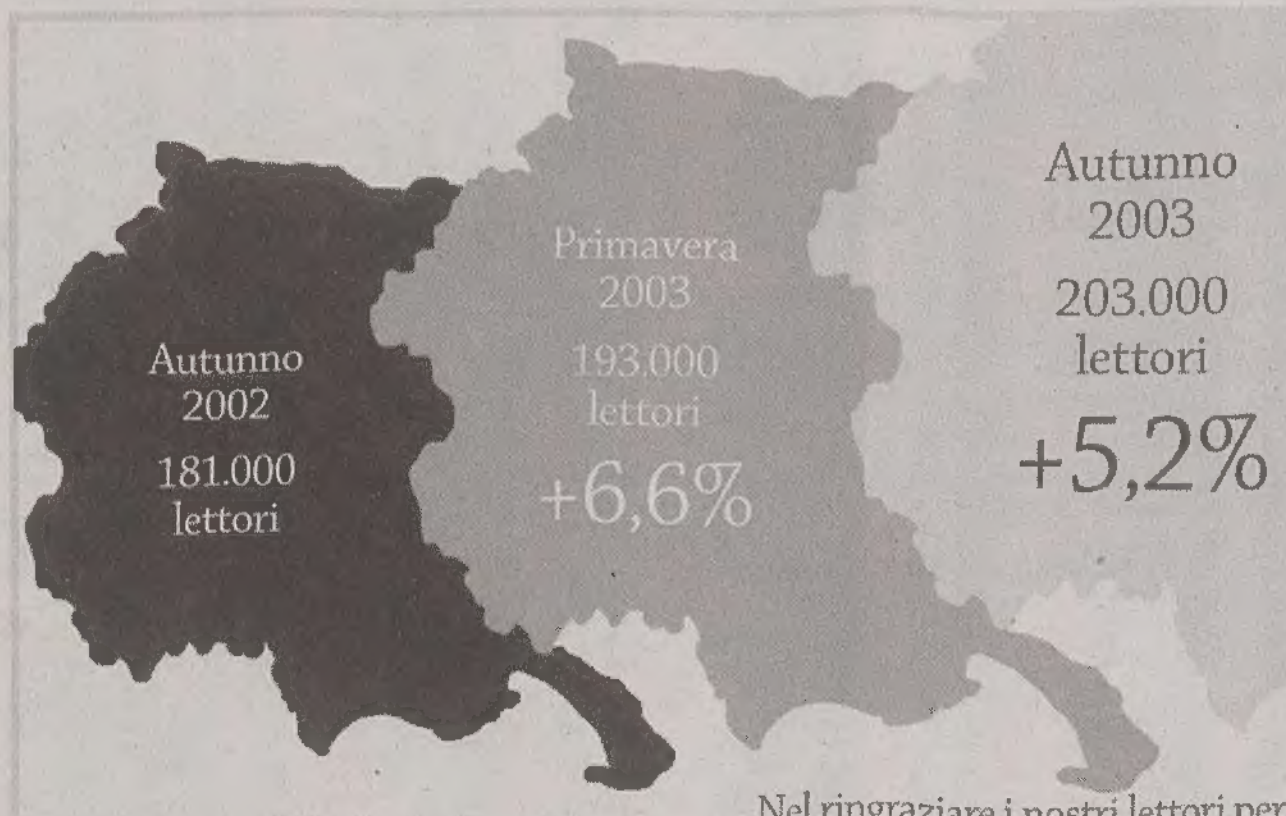 Autunno
2002
181.000
lettori
Primavera
2003
193.000
lettori
+6,6%
Autunno
2003
203.000
lettori
+5,2%
Nel ringraziare i nostri lettori per